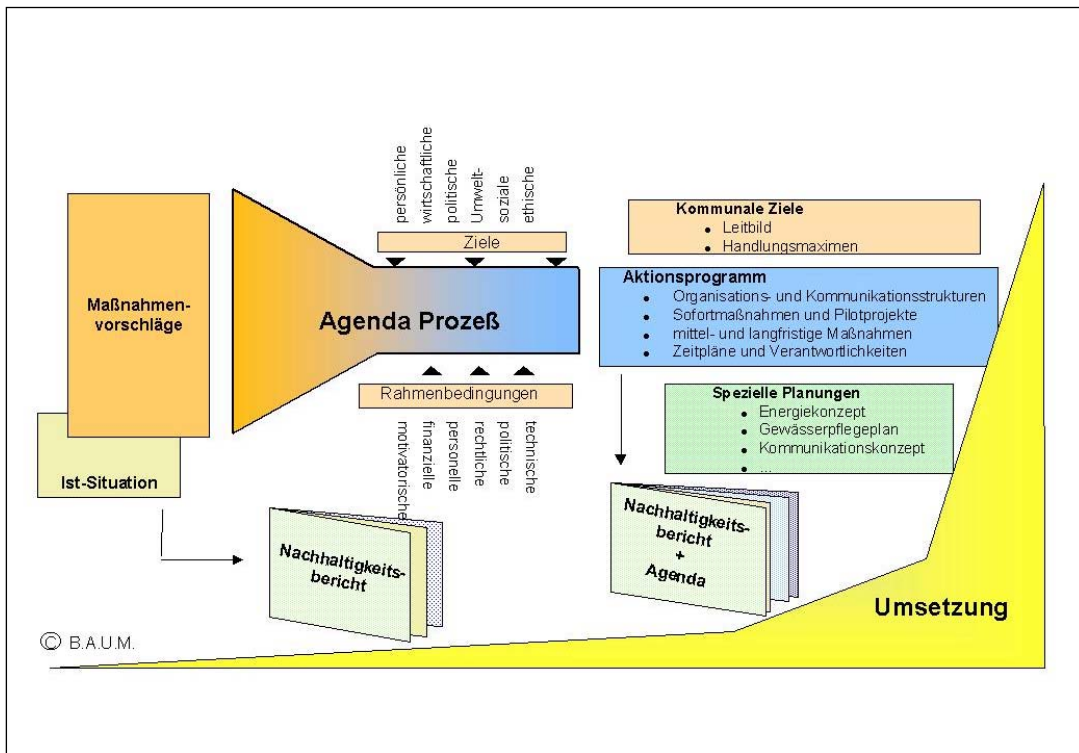 Maßnahmen-
vorschläge
Ist-Situation
Agenda Prozeß
persönliche
wirtschaftliche
politische
Umwelt-
soziale
ethische
Ziele
Rahmenbedingungen
motivatorische
finanzielle
personelle
rechtliche
politische
technische
Kommunale Ziele
• Leitbild
• Handlungsmaximen
Aktionsprogramm
• Organisations- und Kommunikationsstrukturen
• Sofortmaßnahmen und Pilotprojekte
• mittel- und langfristige Maßnahmen
• Zeitpläne und Verantwortlichkeiten
Spezielle Planungen
• Energiekonzept
• Gewässerpflegeplan
• Kommunikationskonzept
• ...
Nachhaltigkeits-
bericht
Nachhaltigkeits-
bericht
+
Agenda
Umsetzung
© B.A.U.M.